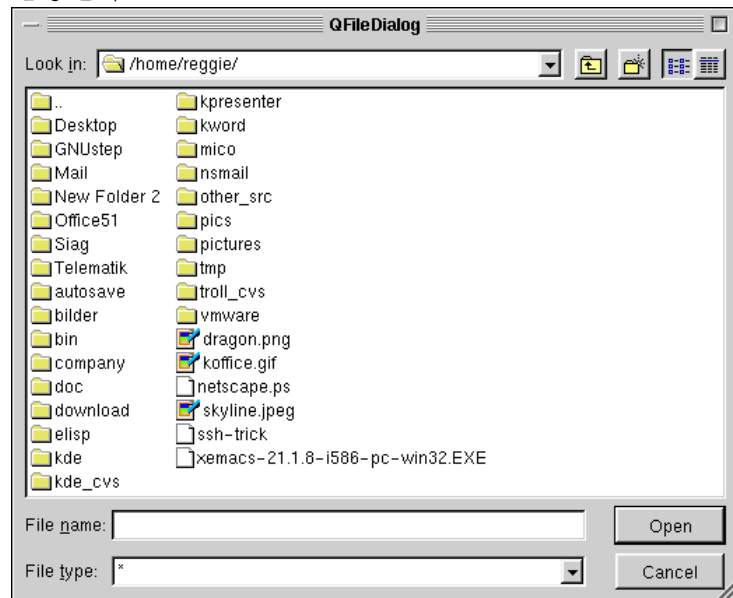 QFileDialog
Look in: /home/reggie/
..
Desktop
GNUstep
Mail
New Folder 2
Office51
Siag
Telematik
autosave
bilder
bin
company
doc
download
elisp
kde
kde_cvs
kpresenter
kword
mico
nsmail
other_src
pics
pictures
tmp
troll_cvs
vmware
dragon.png
koffice.gif
netscape.ps
skyline.jpeg
ssh-trick
xemacs-21.1.8-i586-pc-win32.EXE
File name:
Open
File type: *
Cancel